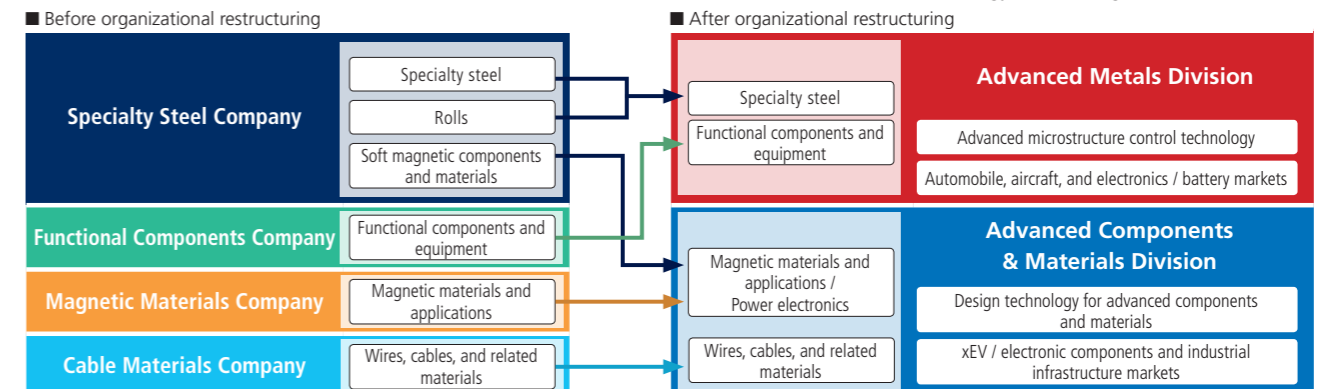 ■ Before organizational restructuring
Specialty Steel Company
Specialty steel
Rolls
Soft magnetic components
and materials
Functional Components Company
Functional components and
equipment
Magnetic Materials Company
Magnetic materials and
applications
Cable Materials Company
Wires, cables, and related
materials
■ After organizational restructuring
Specialty steel
Functional components and
equipment
Advanced Metals Division
Advanced microstructure control technology
Automobile, aircraft, and electronics / battery markets
Magnetic materials and
applications /
Power electronics
Wires, cables, and related
materials
Advanced Components
& Materials Division
Design technology for advanced components
and materials
xEV / electronic components and industrial
infrastructure markets